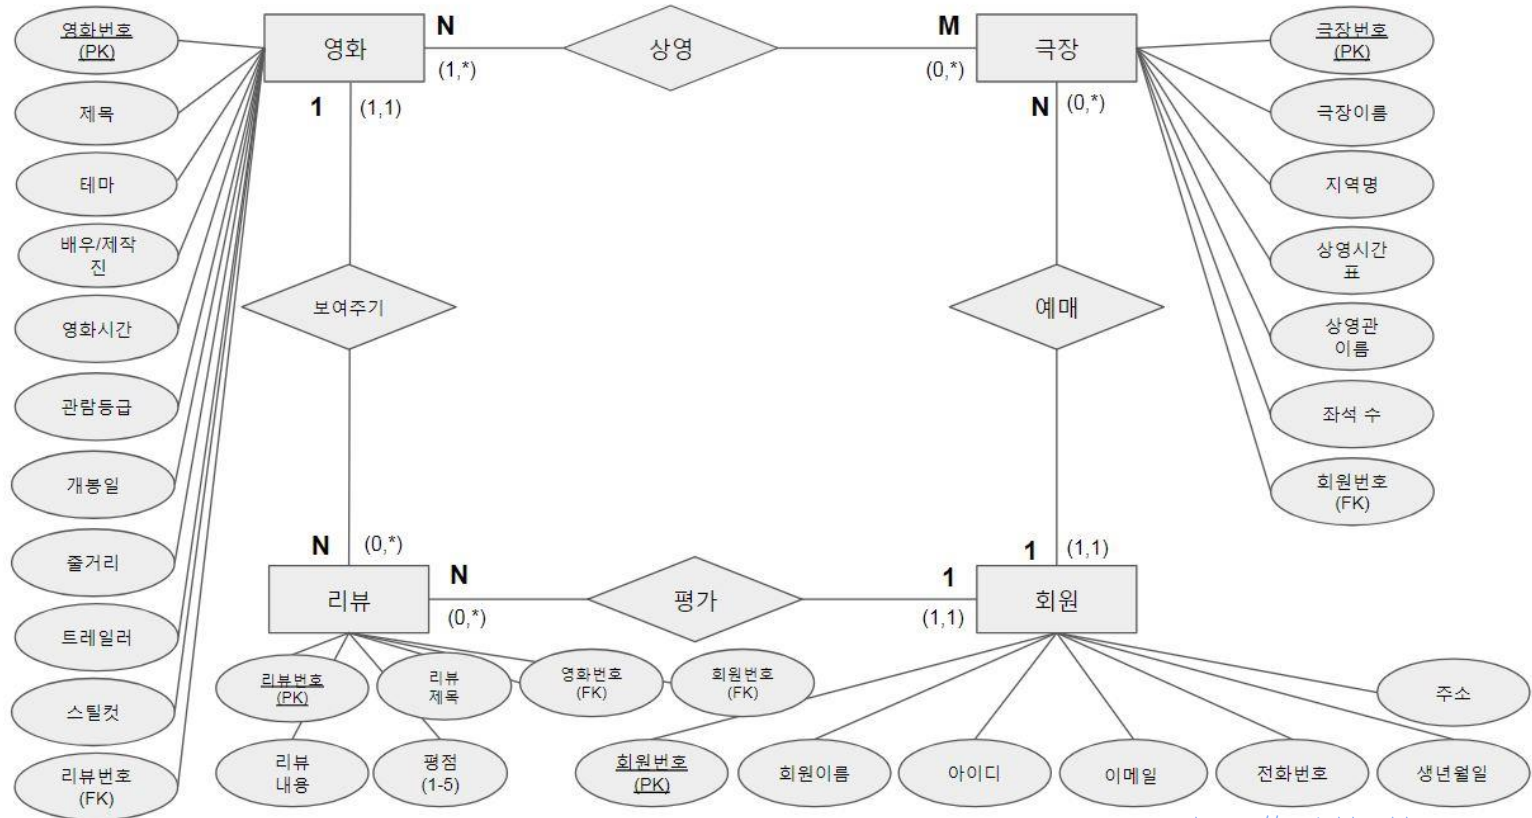 영화번호
(PK)
제목
테마
배우/제작
진
영화시간
관람등급
개봉일
줄거리
트레일러
스틸컷
리뷰번호
(FK)
영화
N
(1,*)
상영
M
(0,*)
극장
1
(1,1)
N
(0,*)
극장번호
(PK)
극장이름
지역명
상영시간
표
상영관
이름
좌석 수
회원번호
(FK)
보여주기
예매
N
(0,*)
1
(1,1)
리뷰
N
(0,*)
평가
1
(1,1)
회원
리뷰번호
(PK)
리뷰
제목
영화번호
(FK)
회원번호
(FK)
리뷰
내용
평점
(1-5)
회원번호
(PK)
회원이름
아이디
이메일
전화번호
생년월일
주소